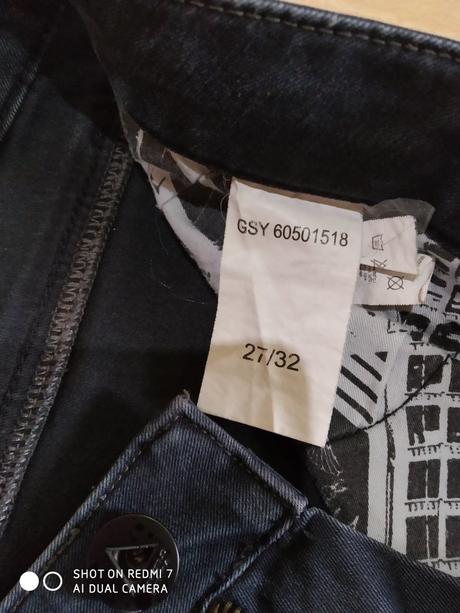 GSY 60501518
27/32
SHOT ON REDMI 7
AI DUAL CAMERA